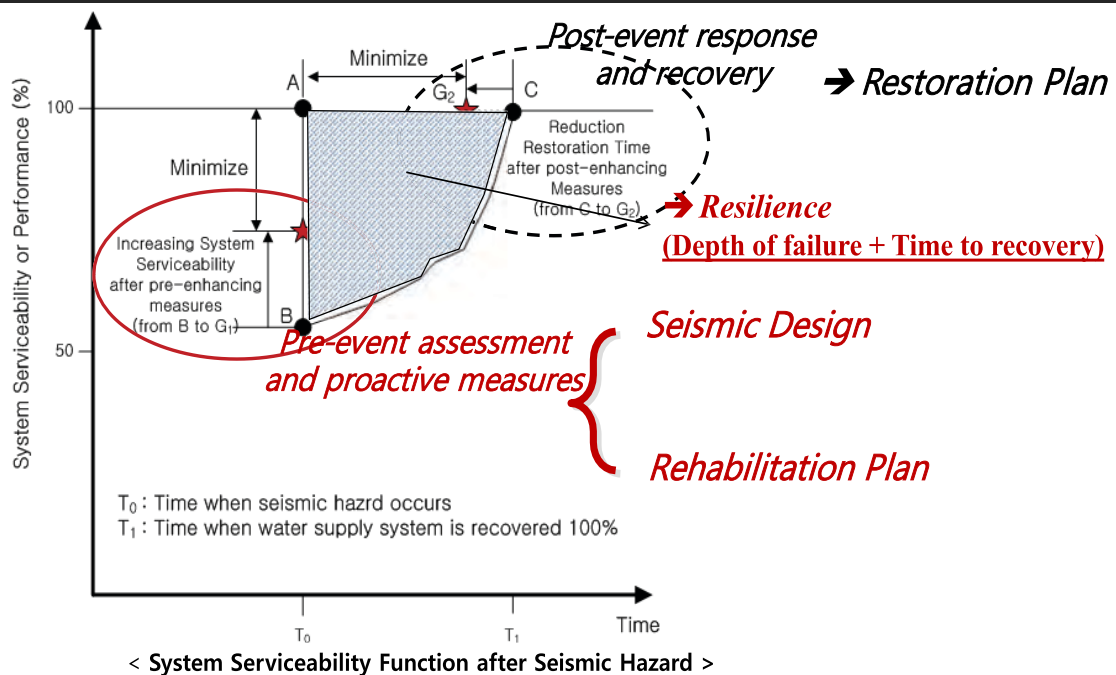 Post-event response
and recovery
➔ Restoration Plan
Minimize
A
G₂
C
100
Minimize
Reduction
Restoration Time
after post-enhancing
Measures
(from C to G₂)
➔ Resilience
(Depth of failure + Time to recovery)
Increasing System
Serviceability
after pre-enhancing
measures
(from B to G₁)
B
50
Pre-event assessment
and proactive measures
Seismic Design
Rehabilitation Plan
System Serviceability or Performance (%)
T₀ : Time when seismic hazrd occurs
T₁ : Time when water supply system is recovered 100%
T₀
T₁
Time
< System Serviceability Function after Seismic Hazard >